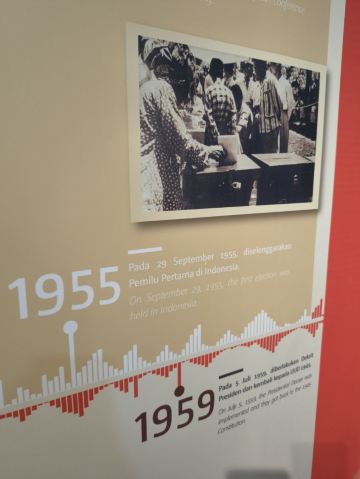 Conference
1955
Pada 29 September 1955, diselenggarakan
Pemilu Pertama di Indonesia.
On September 29, 1955, the first election was
held in Indonesia.
1959
Pada 5 Juli 1959, diberlakukan Dekrit
Presiden dan kembali kepada UUD 1945.
On July 5, 1959, the Presidential Decree was
implemented and they got back to the 1945
Constitution